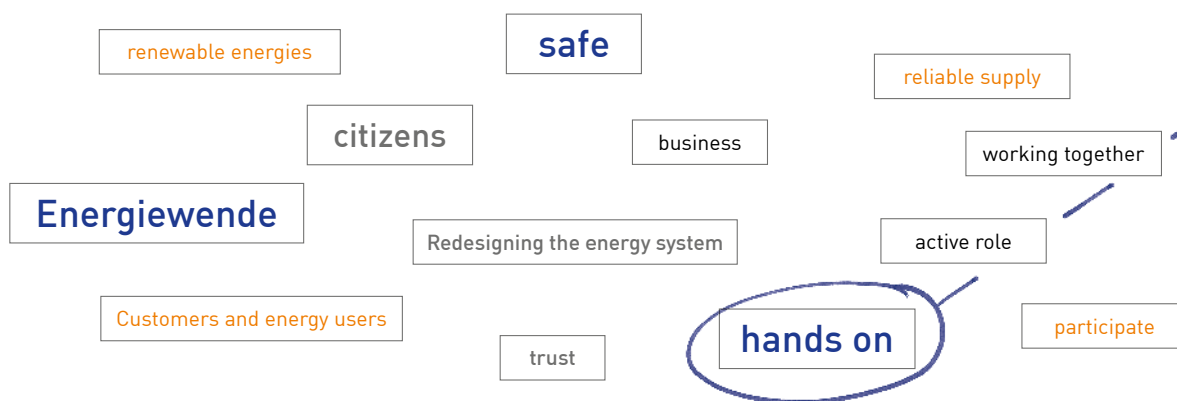 renewable energies
safe
reliable supply
citizens
business
working together
Energiewende
Redesigning the energy system
active role
Customers and energy users
trust
hands on
participate